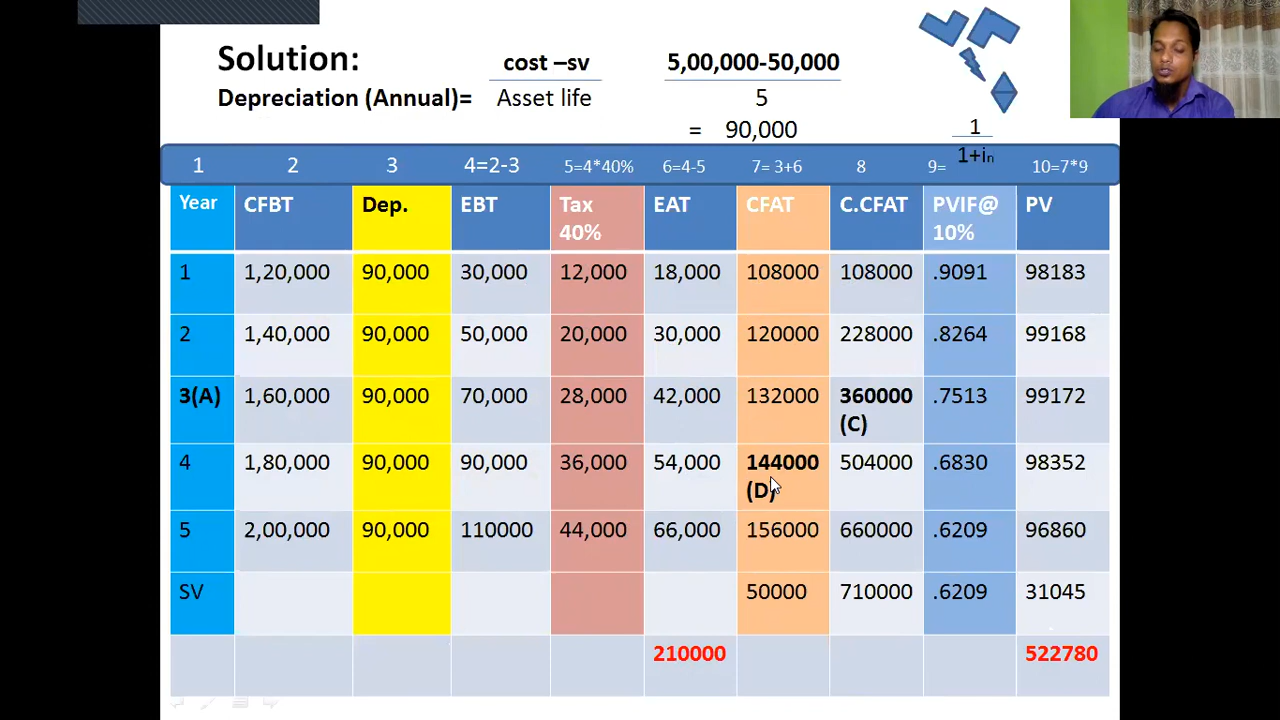 Solution:
cost –sv
5,00,000-50,000
Depreciation (Annual)=
Asset life
5
= 90,000
1
1+in
1 2 3 4=2-3 5=4*40% 6=4-5 7= 3+6 8 9= 10=7*9
Year CFBT Dep. EBT Tax 40% EAT CFAT C.CFAT PVIF@ 10% PV
1 1,20,000 90,000 30,000 12,000 18,000 108000 108000 .9091 98183
2 1,40,000 90,000 50,000 20,000 30,000 120000 228000 .8264 99168
3(A) 1,60,000 90,000 70,000 28,000 42,000 132000 360000 (C) .7513 99172
4 1,80,000 90,000 90,000 36,000 54,000 144000 (D) 504000 .6830 98352
5 2,00,000 90,000 110000 44,000 66,000 156000 660000 .6209 96860
SV 50000 710000 .6209 31045
210000 522780